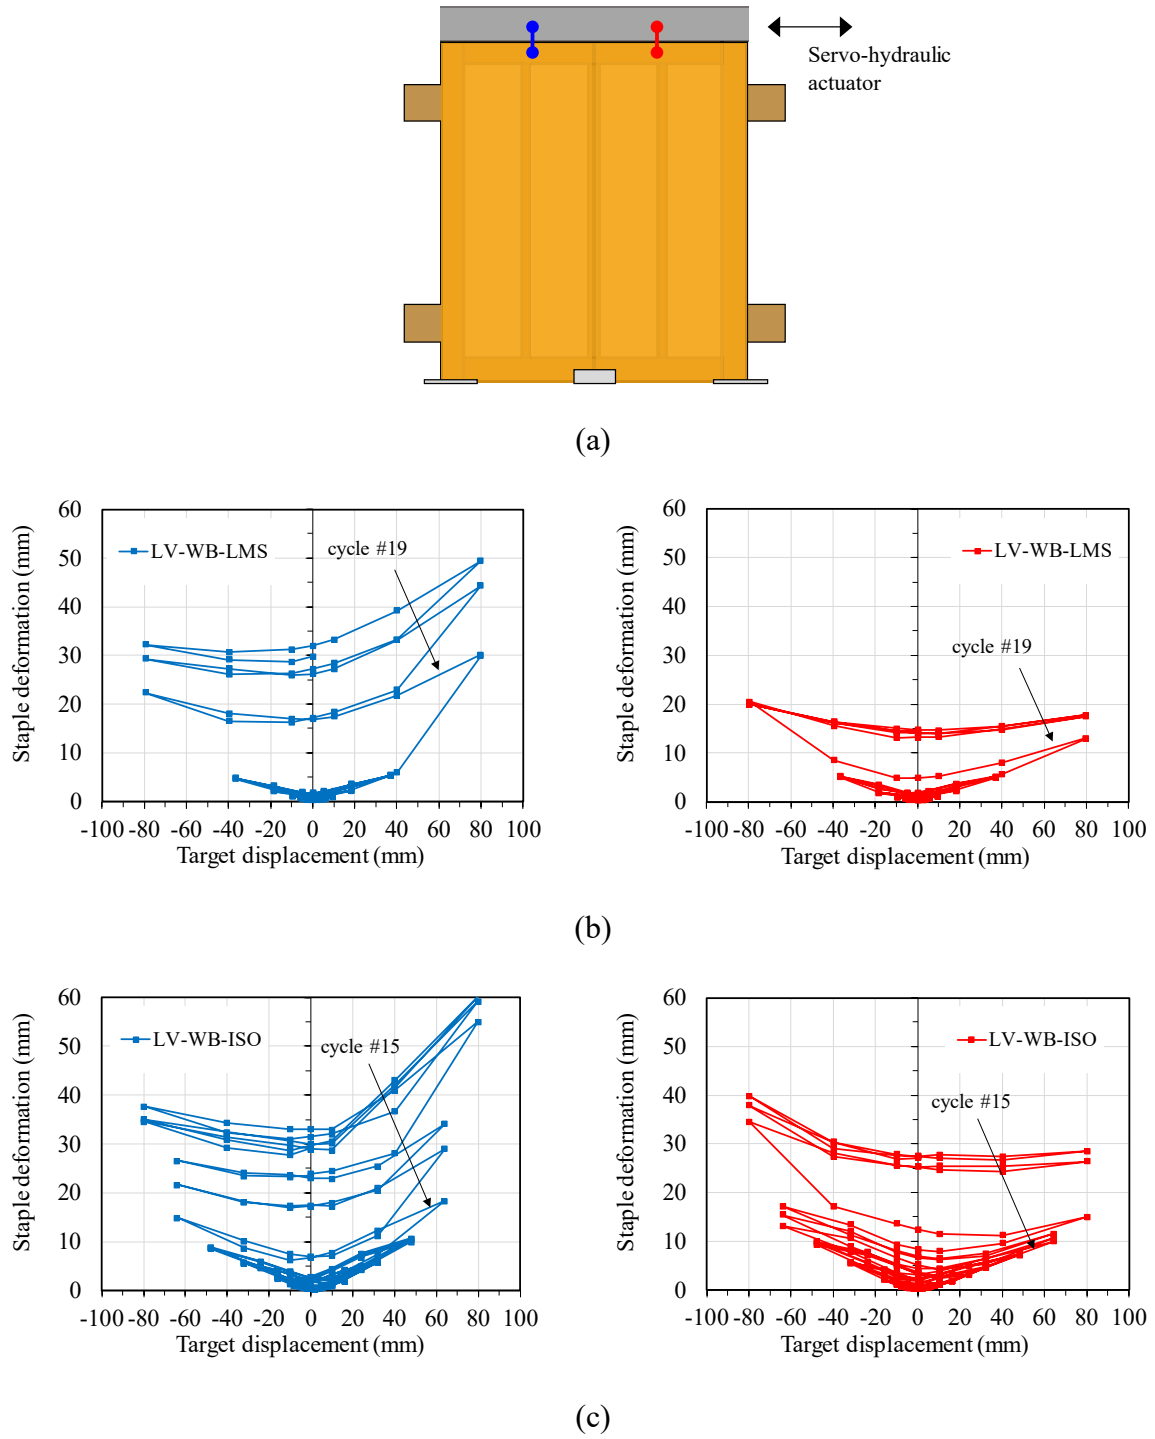 Servo-hydraulic
actuator
(a)
60
50
40
30
20
10
0
Staple deformation (mm)
LV-WB-LMS
cycle #19
-100 -80 -60 -40 -20 0 20 40 60 80 100
Target displacement (mm)
60
50
40
30
20
10
0
Staple deformation (mm)
LV-WB-LMS
cycle #19
-100 -80 -60 -40 -20 0 20 40 60 80 100
Target displacement (mm)
(b)
60
50
40
30
20
10
0
Staple deformation (mm)
LV-WB-ISO
cycle #15
-100 -80 -60 -40 -20 0 20 40 60 80 100
Target displacement (mm)
60
50
40
30
20
10
0
Staple deformation (mm)
LV-WB-ISO
cycle #15
-100 -80 -60 -40 -20 0 20 40 60 80 100
Target displacement (mm)
(c)